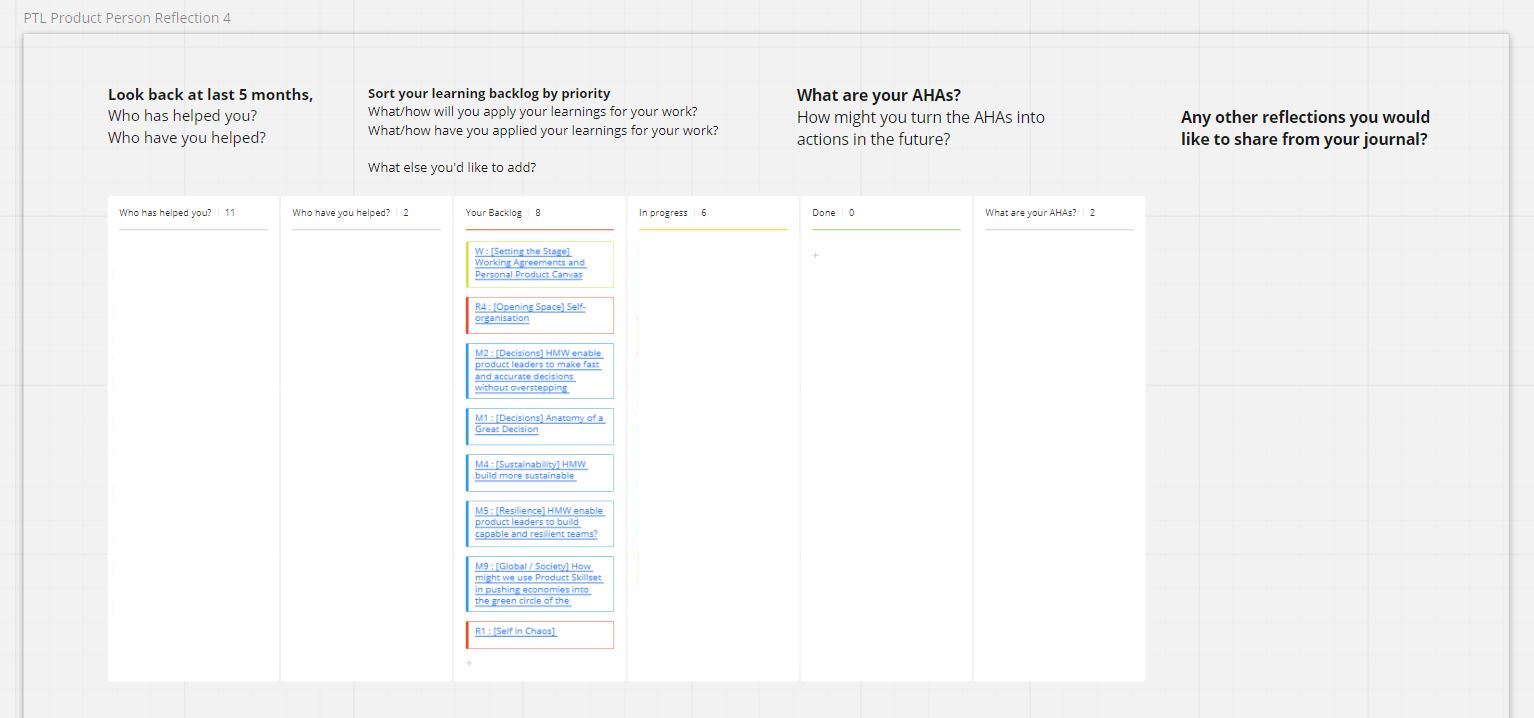 PTL Product Person Reflection 4
Look back at last 5 months,
Who has helped you?
Who have you helped?
Sort your learning backlog by priority
What/how will you apply your learnings for your work?
What/how have you applied your learnings for your work?
What else you'd like to add?
What are your AHAs?
How might you turn the AHAs into
actions in the future?
Any other reflections you would
like to share from your journal?
Who has helped you? 11
Who have you helped? 2
Your Backlog 8
In progress 6
Done 0
What are your AHAs? 2
W : [Setting the Stage]
Working Agreements and
Personal Product Canvas
R4 : [Opening Space] Self-
organisation
M2 : [Decisions] HMW enable
product leaders to make fast
and accurate decisions
without overstepping
M1 : [Decisions] Anatomy of a
Great Decision
M4 : [Sustainability] HMW
build more sustainable
M5 : [Resilience] HMW enable
product leaders to build
capable and resilient teams?
M9 : [Global / Society] How
might we use Product Skillset
in pushing economies into
the green circle of the
R1 : [Self in Chaos]